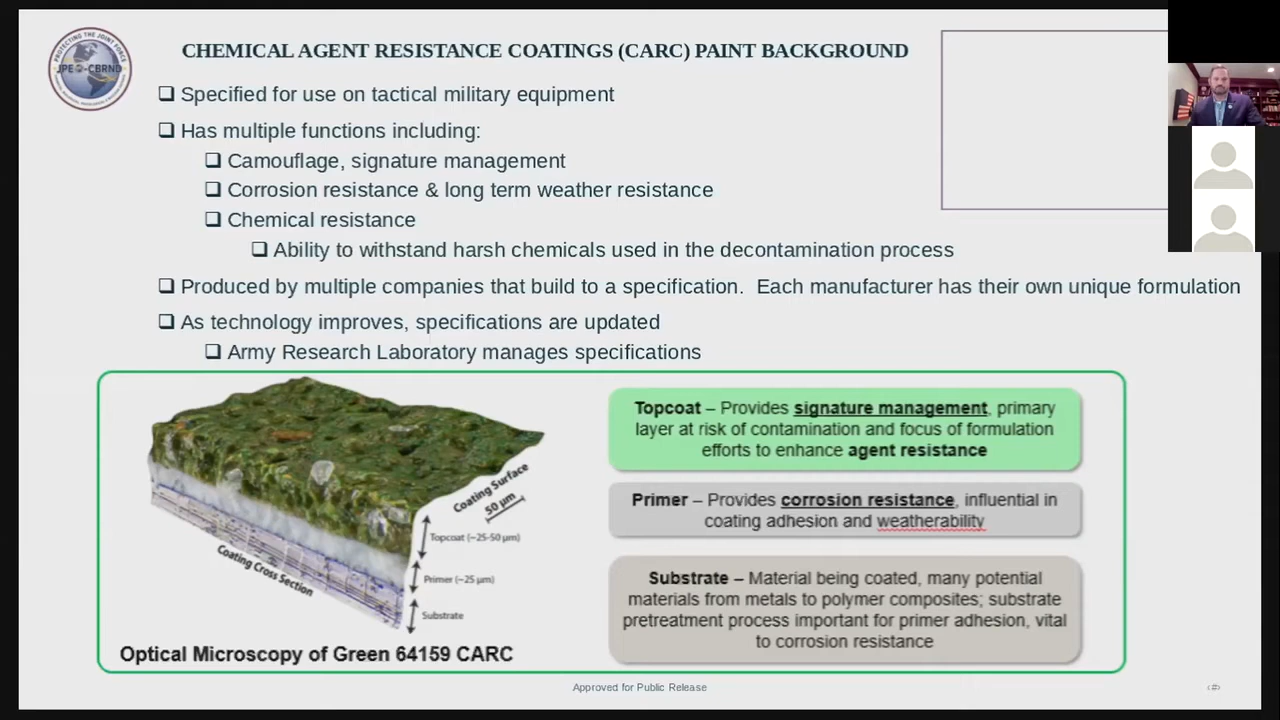 PROTECTING THE JOINT FORCE
JPEO-CBRND
CHEMICAL AGENT RESISTANCE COATINGS (CARC) PAINT BACKGROUND
❑ Specified for use on tactical military equipment
❑ Has multiple functions including:
❑ Camouflage, signature management
❑ Corrosion resistance & long term weather resistance
❑ Chemical resistance
❑ Ability to withstand harsh chemicals used in the decontamination process
❑ Produced by multiple companies that build to a specification.  Each manufacturer has their own unique formulation
❑ As technology improves, specifications are updated
❑ Army Research Laboratory manages specifications
Coating Surface
50 µm
Topcoat (~25-50 µm)
Primer (~25 µm)
Substrate
Coating Cross Section
Optical Microscopy of Green 64159 CARC
Topcoat – Provides signature management, primary
layer at risk of contamination and focus of formulation
efforts to enhance agent resistance
Primer – Provides corrosion resistance, influential in
coating adhesion and weatherability
Substrate – Material being coated, many potential
materials from metals to polymer composites; substrate
pretreatment process important for primer adhesion, vital
to corrosion resistance
Approved for Public Release
‹#›